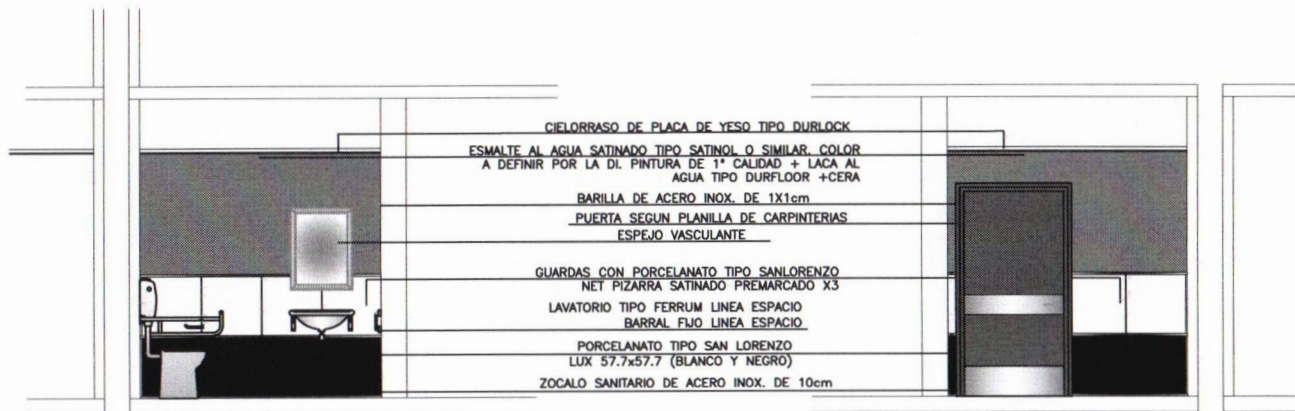 CIELORRASO DE PLACA DE YESO TIPO DURLOCK
ESMALTE AL AGUA SATINADO TIPO SATINOL O SIMILAR. COLOR
A DEFINIR POR LA DI. PINTURA DE 1° CALIDAD + LACA AL
AGUA TIPO DURFLOOR +CERA
BARILLA DE ACERO INOX. DE 1X1cm
PUERTA SEGUN PLANILLA DE CARPINTERIAS
ESPEJO VASCULANTE
GUARDAS CON PORCELANATO TIPO SANLORENZO
NET PIZARRA SATINADO PREMARCADO X3
LAVATORIO TIPO FERRUM LINEA ESPACIO
BARRAL FIJO LINEA ESPACIO
PORCELANATO TIPO SAN LORENZO
LUX 57.7x57.7 (BLANCO Y NEGRO)
ZOCALO SANITARIO DE ACERO INOX. DE 10cm